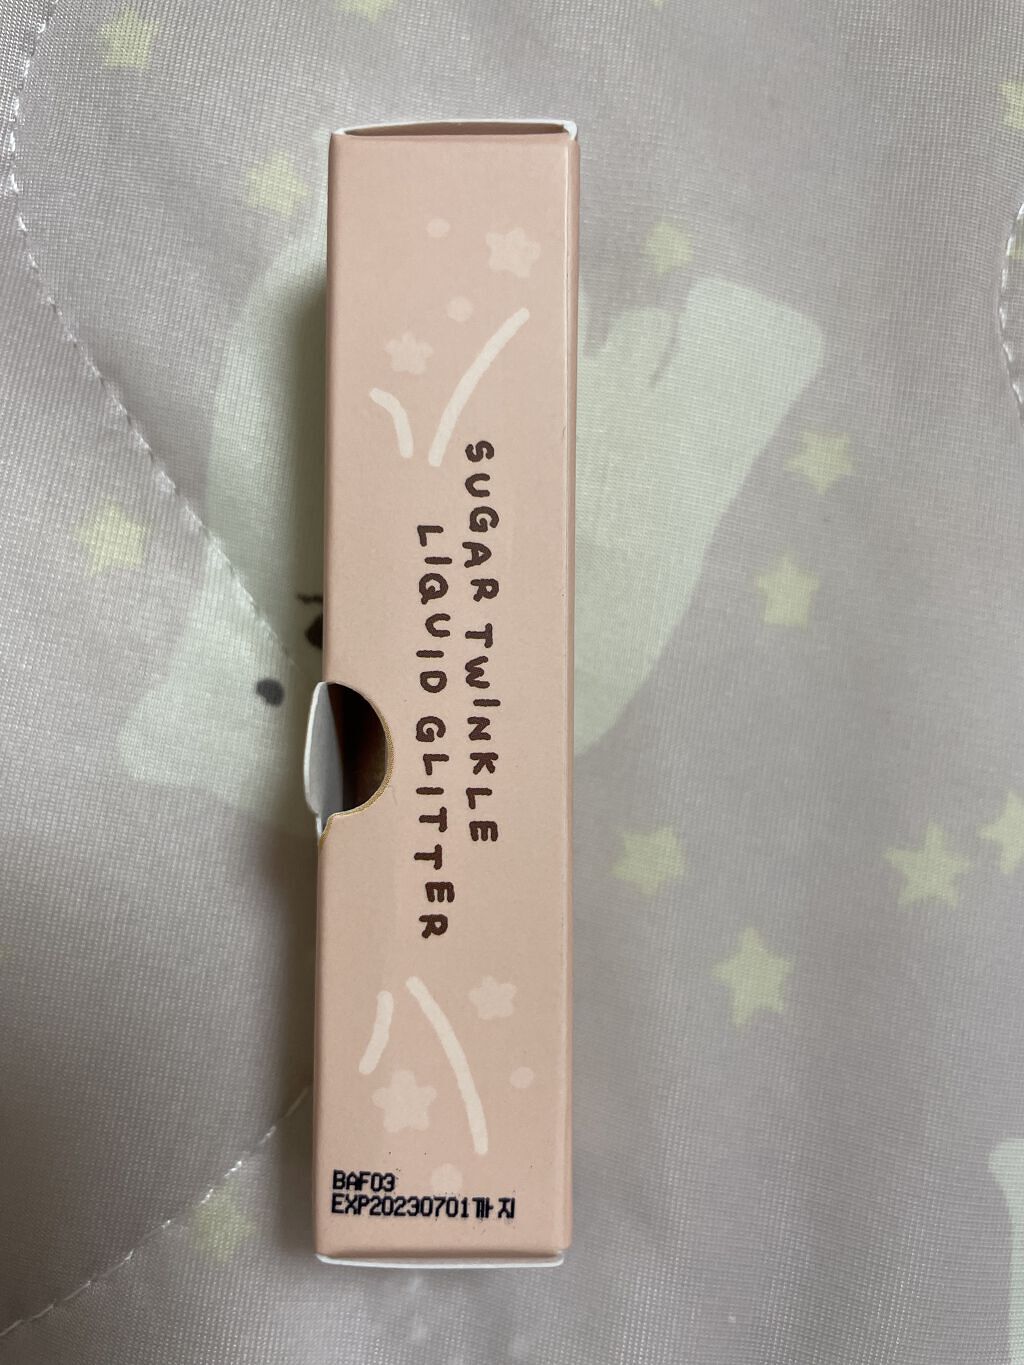 SUGAR TWINKLE
LIQUID GLITTER
BAF03
EXP20230701까지